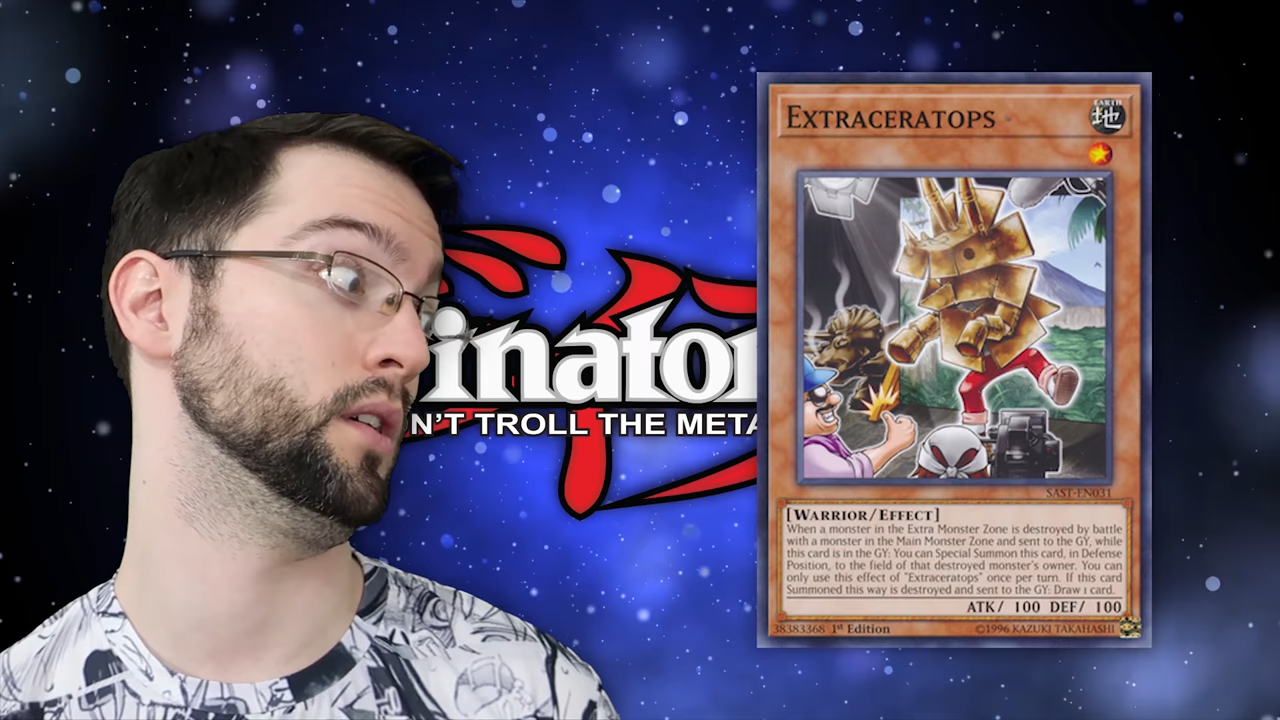 inator
N'T TROLL THE META
EXTRACERATOPS
EARTH
地
SAST-EN031
[WARRIOR/EFFECT]
When a monster in the Extra Monster Zone is destroyed by battle
with a monster in the Main Monster Zone and sent to the GY, while
this card is in the GY: You can Special Summon this card, in Defense
Position, to the field of that destroyed monster's owner. You can
only use this effect of "Extraceratops" once per turn. If this card
Summoned this way is destroyed and sent to the GY: Draw 1 card.
ATK/ 100 DEF/ 100
38383368 1st Edition
©1996 KAZUKI TAKAHASHI